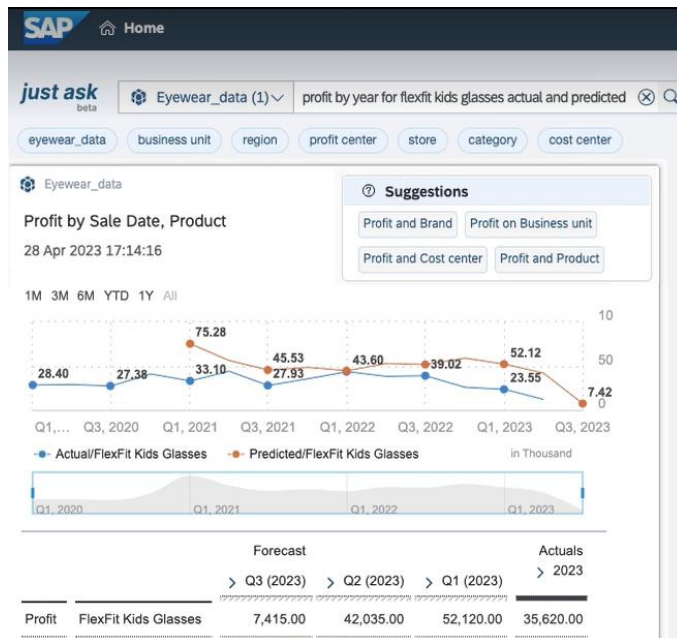 SAP Home
just ask
beta
Eyewear_data (1)
profit by year for flexfit kids glasses actual and predicted
eyewear_data business unit region profit center store category cost center
Eyewear_data
Suggestions
Profit by Sale Date, Product
Profit and Brand Profit on Business unit
28 Apr 2023 17:14:16
Profit and Cost center Profit and Product
1M 3M 6M YTD 1Y All
10
75.28
28.40 27.38 33.10 45.53 27.93 43.60 39.02 52.12 23.55 50
7.42
0
Q1,... Q3, 2020 Q1, 2021 Q3, 2021 Q1, 2022 Q3, 2022 Q1, 2023 Q3, 2023
Actual/FlexFit Kids Glasses Predicted/FlexFit Kids Glasses in Thousand
Q1, 2020 Q1, 2021 Q1, 2022 Q1, 2023
Forecast Actuals
Q3 (2023) Q2 (2023) Q1 (2023) 2023
Profit FlexFit Kids Glasses 7,415.00 42,035.00 52,120.00 35,620.00